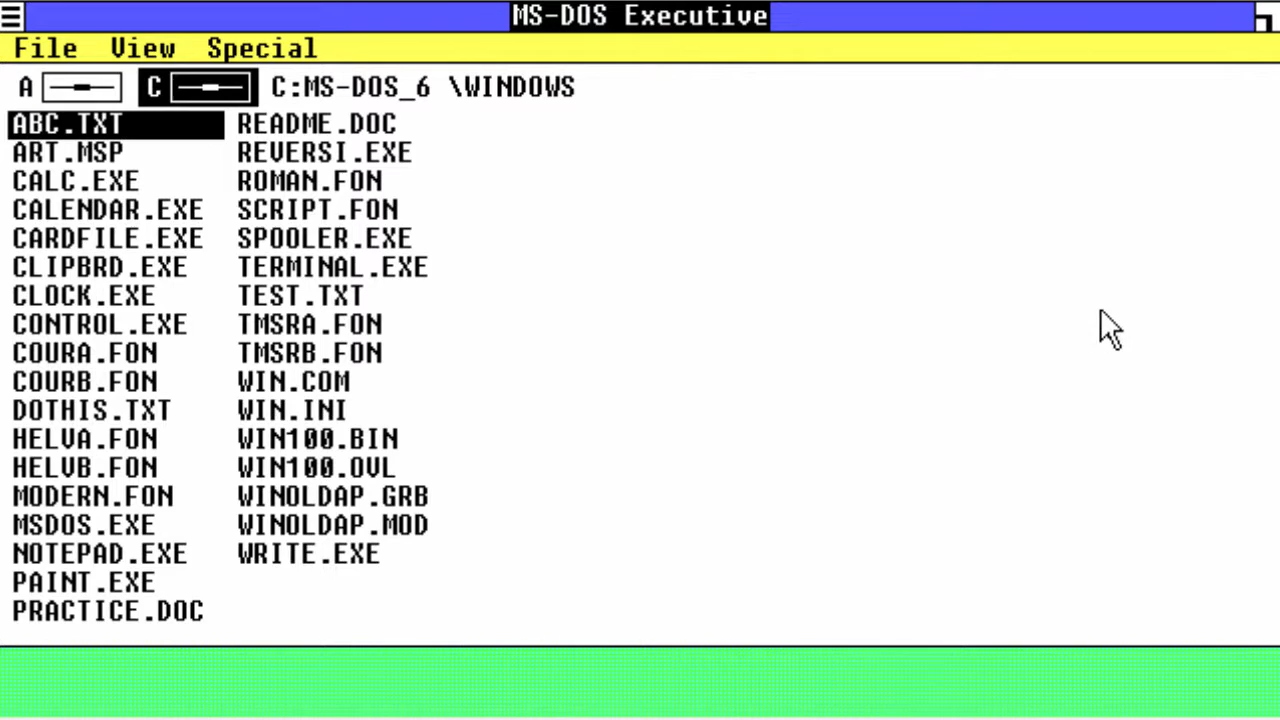 MS-DOS Executive
File View Special
A C C:MS-DOS_6 \WINDOWS
ABC.TXT README.DOC
ART.MSP REVERSI.EXE
CALC.EXE ROMAN.FON
CALENDAR.EXE SCRIPT.FON
CARDFILE.EXE SPOOLER.EXE
CLIPBRD.EXE TERMINAL.EXE
CLOCK.EXE TEST.TXT
CONTROL.EXE TMSRA.FON
COURA.FON TMSRB.FON
COURB.FON WIN.COM
DOTHIS.TXT WIN.INI
HELVA.FON WIN100.BIN
HELVB.FON WIN100.OVL
MODERN.FON WINOLDAP.GRB
MSDOS.EXE WINOLDAP.MOD
NOTEPAD.EXE WRITE.EXE
PAINT.EXE
PRACTICE.DOC